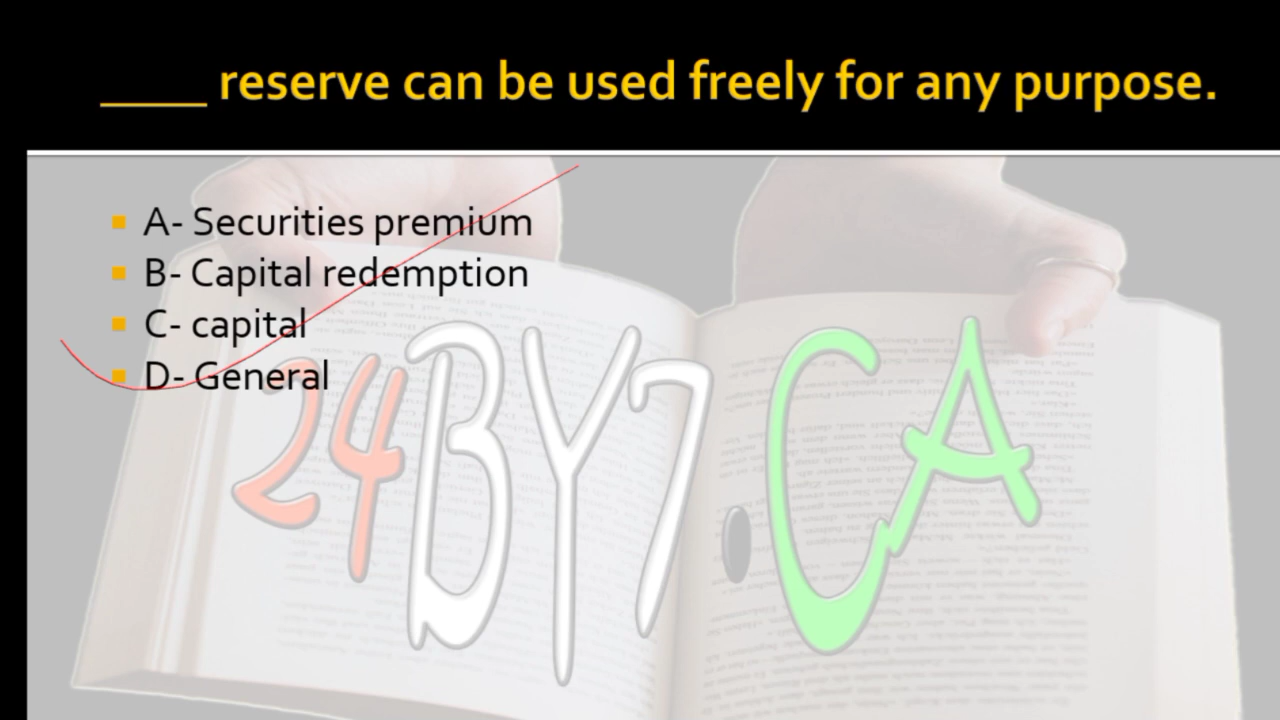 ____ reserve can be used freely for any purpose.
A- Securities premium
B- Capital redemption
C- capital
D- General
24BY7.CA